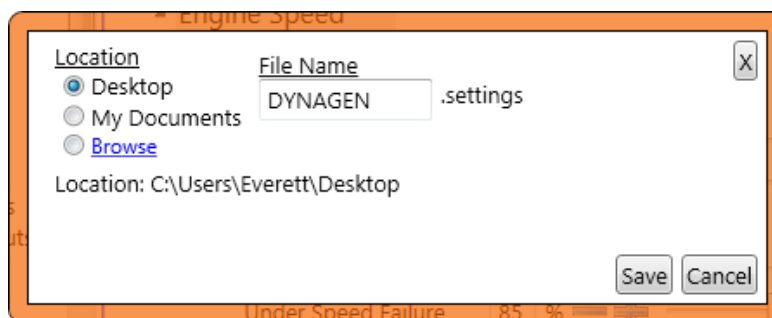 Engine Speed
Location
File Name
X
Desktop
DYNAGEN
.settings
My Documents
Browse
Location: C:\Users\Everett\Desktop
Save
Cancel
Under Speed Failure
85
%